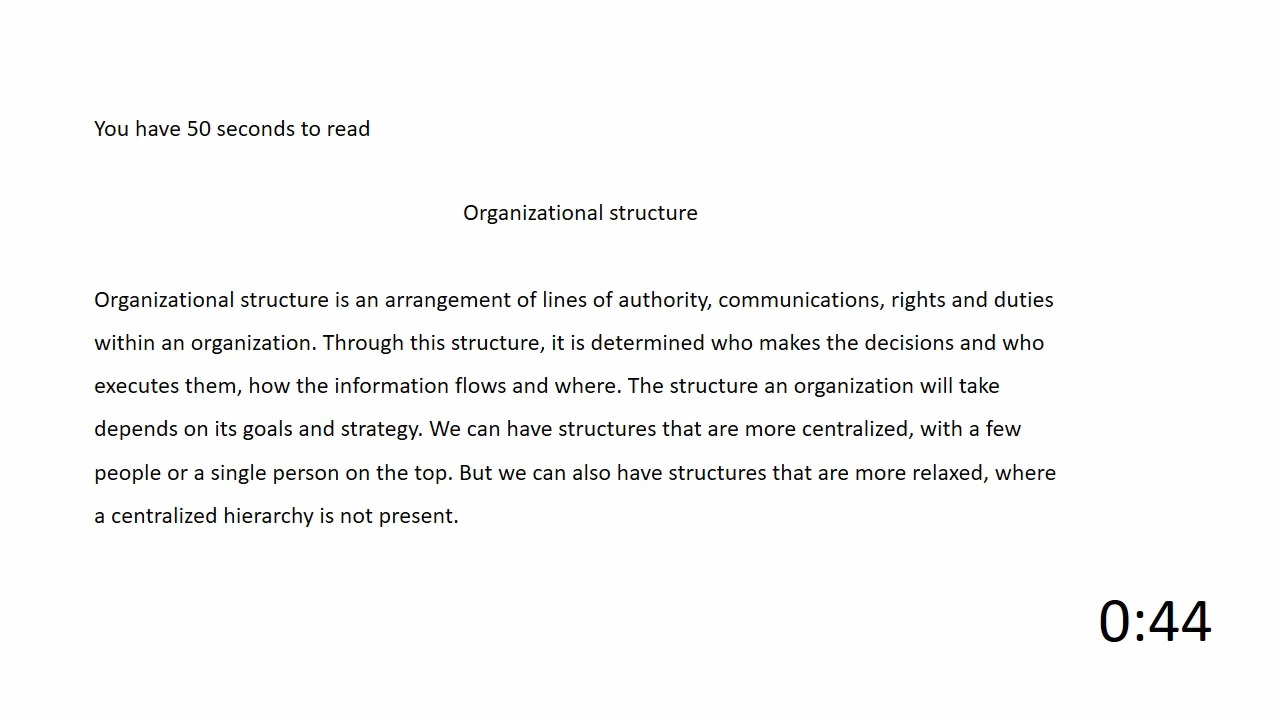 You have 50 seconds to read
Organizational structure
Organizational structure is an arrangement of lines of authority, communications, rights and duties
within an organization. Through this structure, it is determined who makes the decisions and who
executes them, how the information flows and where. The structure an organization will take
depends on its goals and strategy. We can have structures that are more centralized, with a few
people or a single person on the top. But we can also have structures that are more relaxed, where
a centralized hierarchy is not present.
0:44